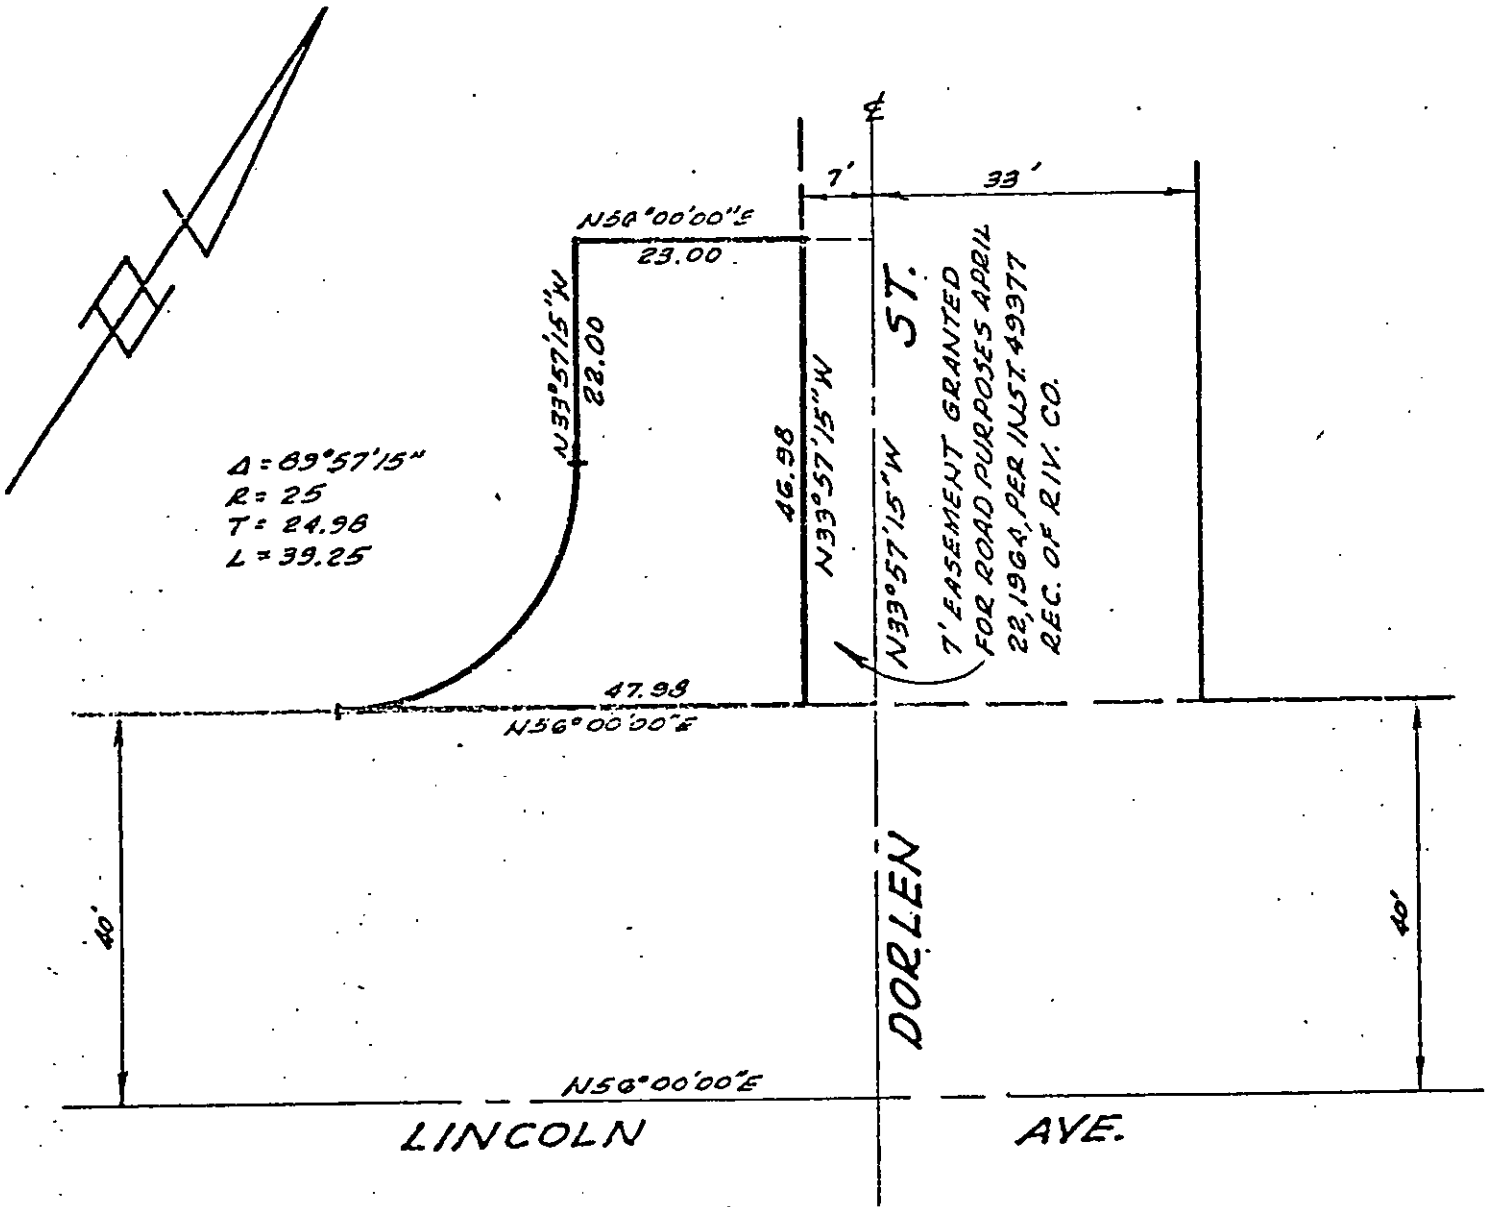 ℄
7'
33'
N56°00'00"E
23.00
N33°57'15"W
22.00
Δ = 89°57'15"
R = 25
T = 24.98
L = 39.25
46.98
N33°57'15"W
N33°57'15"W
ST.
7' EASEMENT GRANTED
FOR ROAD PURPOSES APRIL
22, 1964, PER INST. 49377
REC. OF RIV. CO.
47.98
N56°00'00"E
40'
40'
DORLEN
N56°00'00"E
LINCOLN AVE.